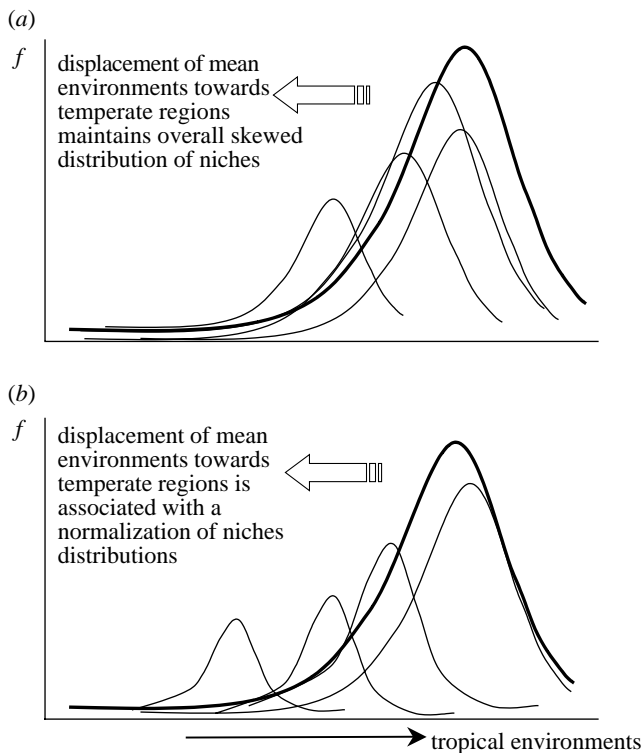 (a)
f
displacement of mean
environments towards
temperate regions
maintains overall skewed
distribution of niches
(b)
f
displacement of mean
environments towards
temperate regions is
associated with a
normalization of niches
distributions
tropical environments